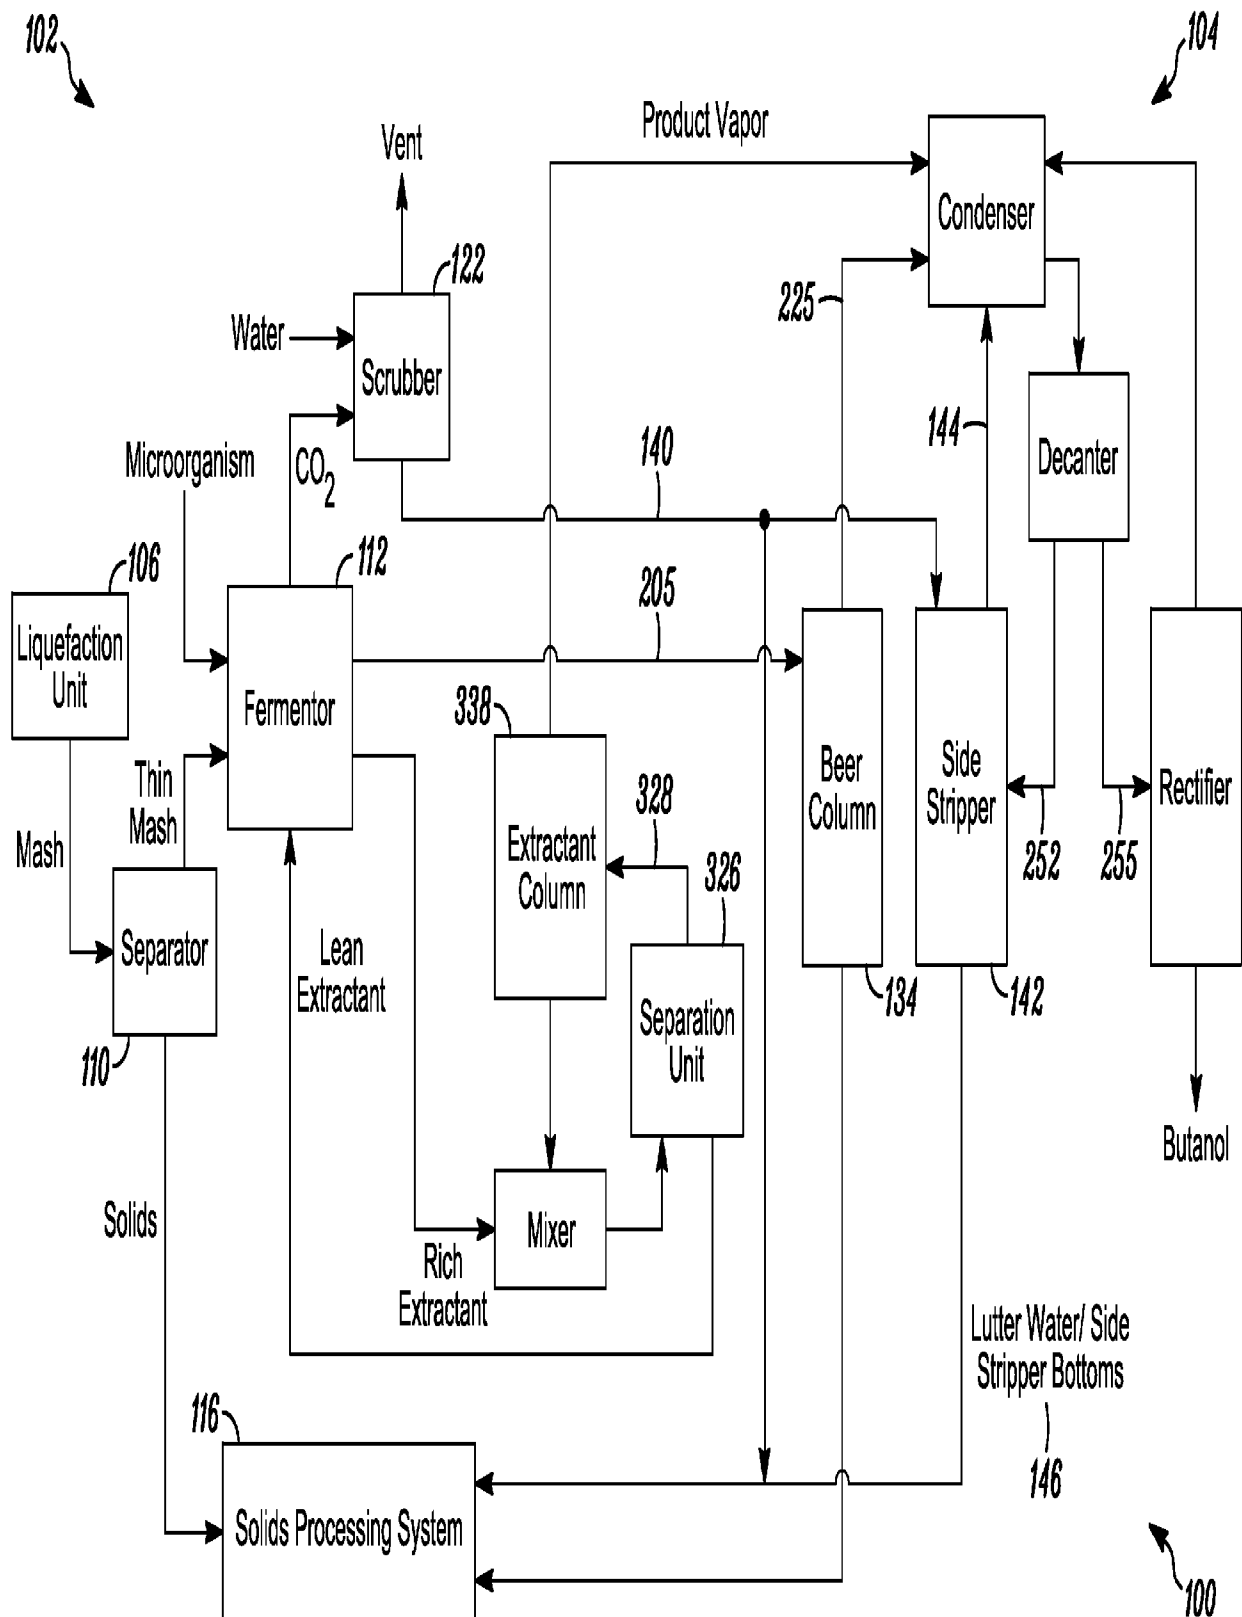 102
104
Product Vapor
Vent
Condenser
122
225
Water
Scrubber
144
140
Decanter
Microorganism
CO2
112
106
205
Liquefaction
Unit
Fermentor
338
Thin
Mash
Beer
Column
Side
Stripper
Rectifier
328
Mash
Extractant
Column
326
252
255
Separator
Lean
Extractant
134
142
Separation
Unit
110
Butanol
Solids
Mixer
Rich
Extractant
Lutter Water/ Side
Stripper Bottoms
116
146
Solids Processing System
100